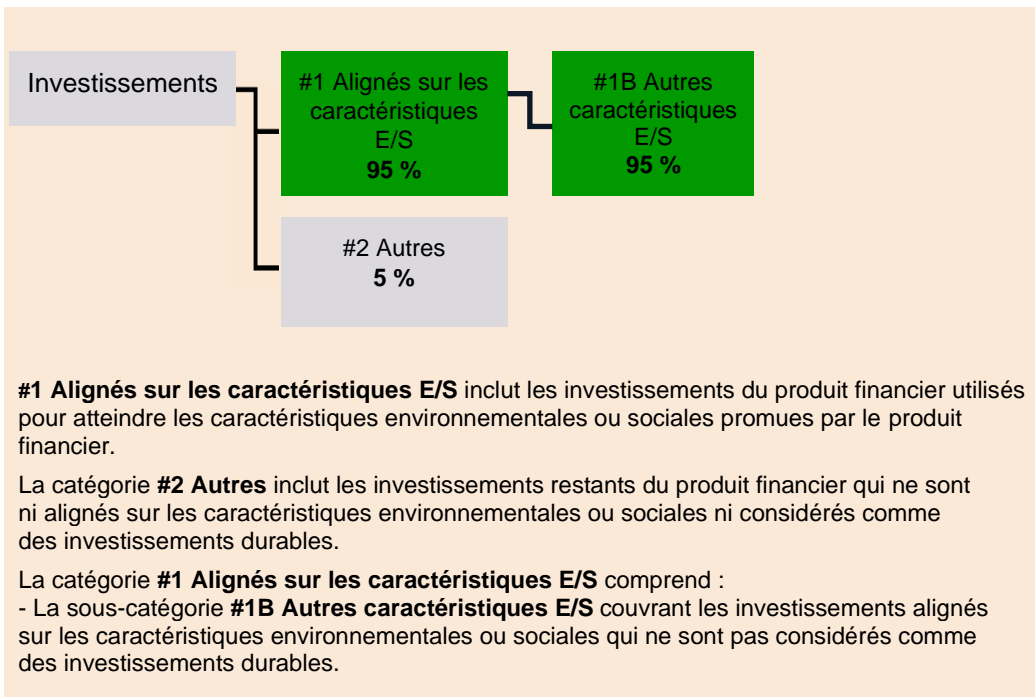 Investissements
#1 Alignés sur les
caractéristiques
E/S
95 %
#1B Autres
caractéristiques
E/S
95 %
#2 Autres
5 %
#1 Alignés sur les caractéristiques E/S inclut les investissements du produit financier utilisés
pour atteindre les caractéristiques environnementales ou sociales promues par le produit
financier.
La catégorie #2 Autres inclut les investissements restants du produit financier qui ne sont
ni alignés sur les caractéristiques environnementales ou sociales ni considérés comme
des investissements durables.
La catégorie #1 Alignés sur les caractéristiques E/S comprend :
- La sous-catégorie #1B Autres caractéristiques E/S couvrant les investissements alignés
sur les caractéristiques environnementales ou sociales qui ne sont pas considérés comme
des investissements durables.